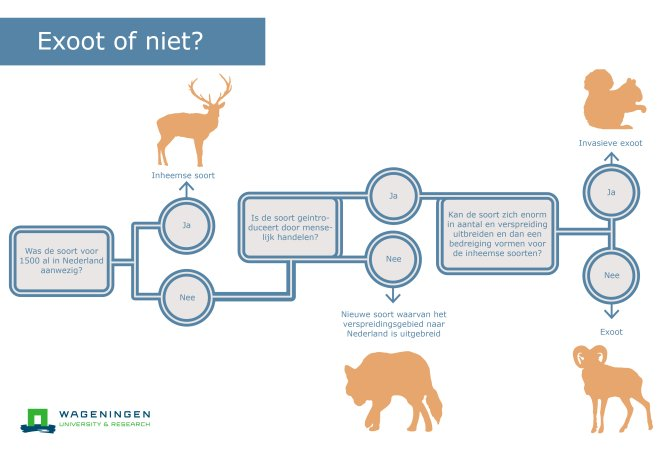 Exoot of niet?
Inheemse soort
Was de soort voor
1500 al in Nederland
aanwezig?
Ja
Nee
Is de soort geintro-
duceert door mense-
lijk handelen?
Ja
Nee
Nieuwe soort waarvan het
verspreidingsgebied naar
Nederland is uitgebreid
Kan de soort zich enorm
in aantal en verspreiding
uitbreiden en dan een
bedreiging vormen voor
de inheemse soorten?
Invasieve exoot
Ja
Nee
Exoot
WAGENINGEN
UNIVERSITY & RESEARCH